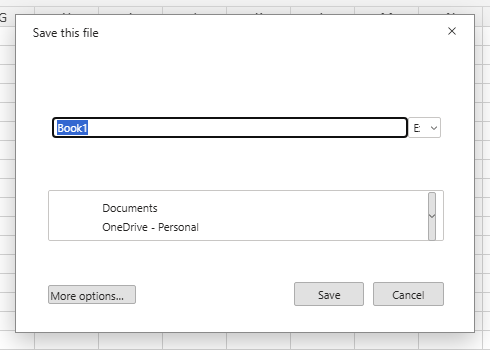 G
Save this file
Book1
E
Documents
OneDrive - Personal
More options...
Save
Cancel